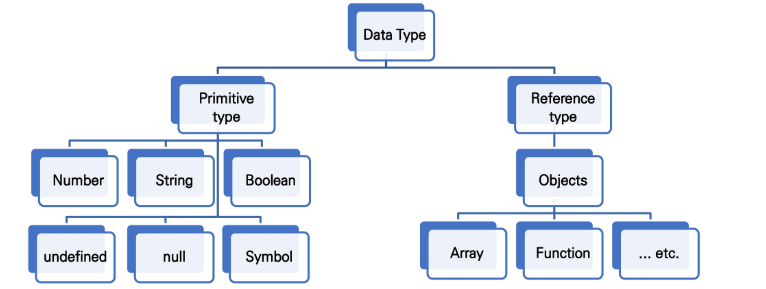 Data Type
Primitive
type
Reference
type
Number
String
Boolean
Objects
undefined
null
Symbol
Array
Function
... etc.